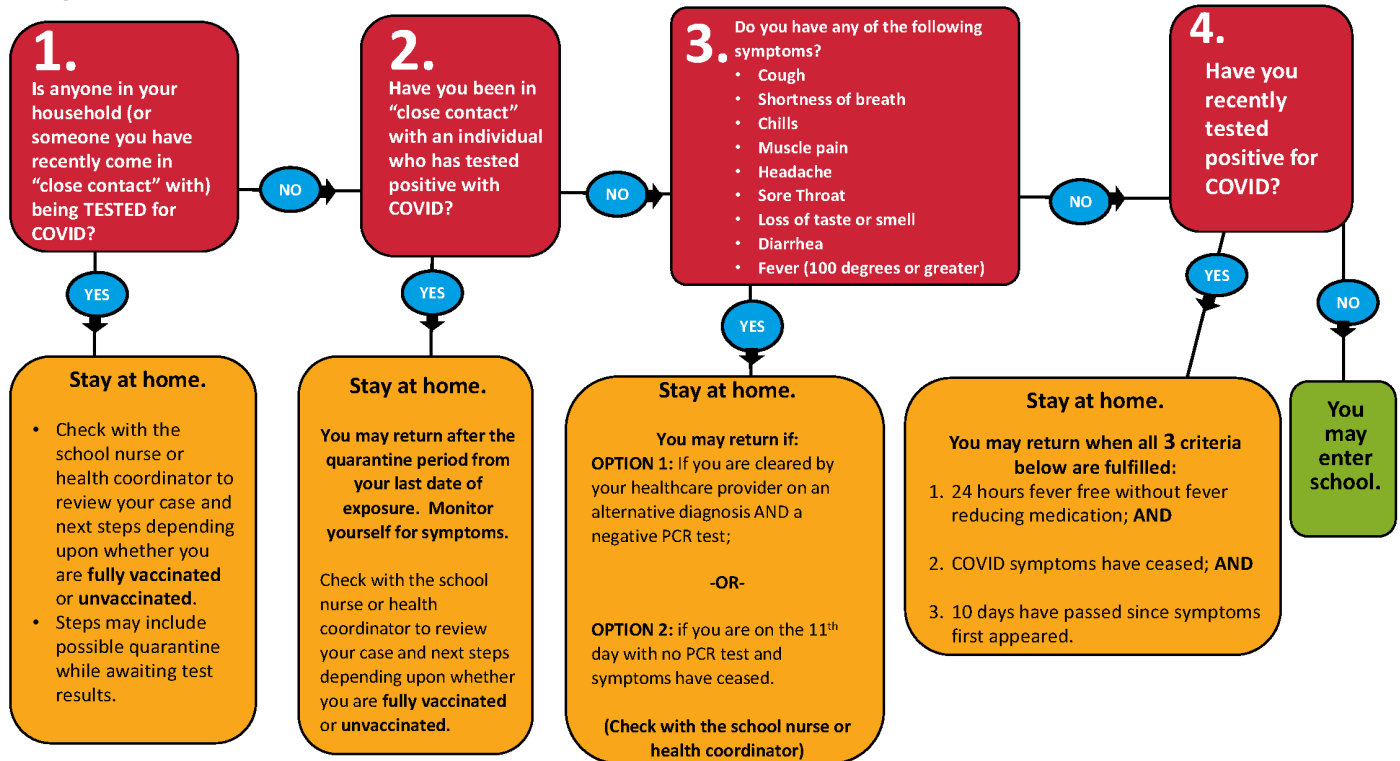 1.
Is anyone in your
household (or
someone you have
recently come in
“close contact” with)
being TESTED for
COVID?
NO
YES
Stay at home.
• Check with the
school nurse or
health coordinator to
review your case and
next steps depending
upon whether you
are fully vaccinated
or unvaccinated.
• Steps may include
possible quarantine
while awaiting test
results.
2.
Have you been in
“close contact”
with an individual
who has tested
positive with
COVID?
NO
YES
Stay at home.
You may return after the
quarantine period from
your last date of
exposure. Monitor
yourself for symptoms.
Check with the school
nurse or health
coordinator to review
your case and next steps
depending upon whether
you are fully vaccinated
or unvaccinated.
3.
Do you have any of the following
symptoms?
• Cough
• Shortness of breath
• Chills
• Muscle pain
• Headache
• Sore Throat
• Loss of taste or smell
• Diarrhea
• Fever (100 degrees or greater)
NO
YES
Stay at home.
You may return if:
OPTION 1: If you are cleared by
your healthcare provider on an
alternative diagnosis AND a
negative PCR test;
-OR-
OPTION 2: if you are on the 11th
day with no PCR test and
symptoms have ceased.
(Check with the school nurse or
health coordinator)
4.
Have you
recently
tested
positive for
COVID?
YES
Stay at home.
You may return when all 3 criteria
below are fulfilled:
1. 24 hours fever free without fever
reducing medication; AND
2. COVID symptoms have ceased; AND
3. 10 days have passed since symptoms
first appeared.
NO
You
may
enter
school.